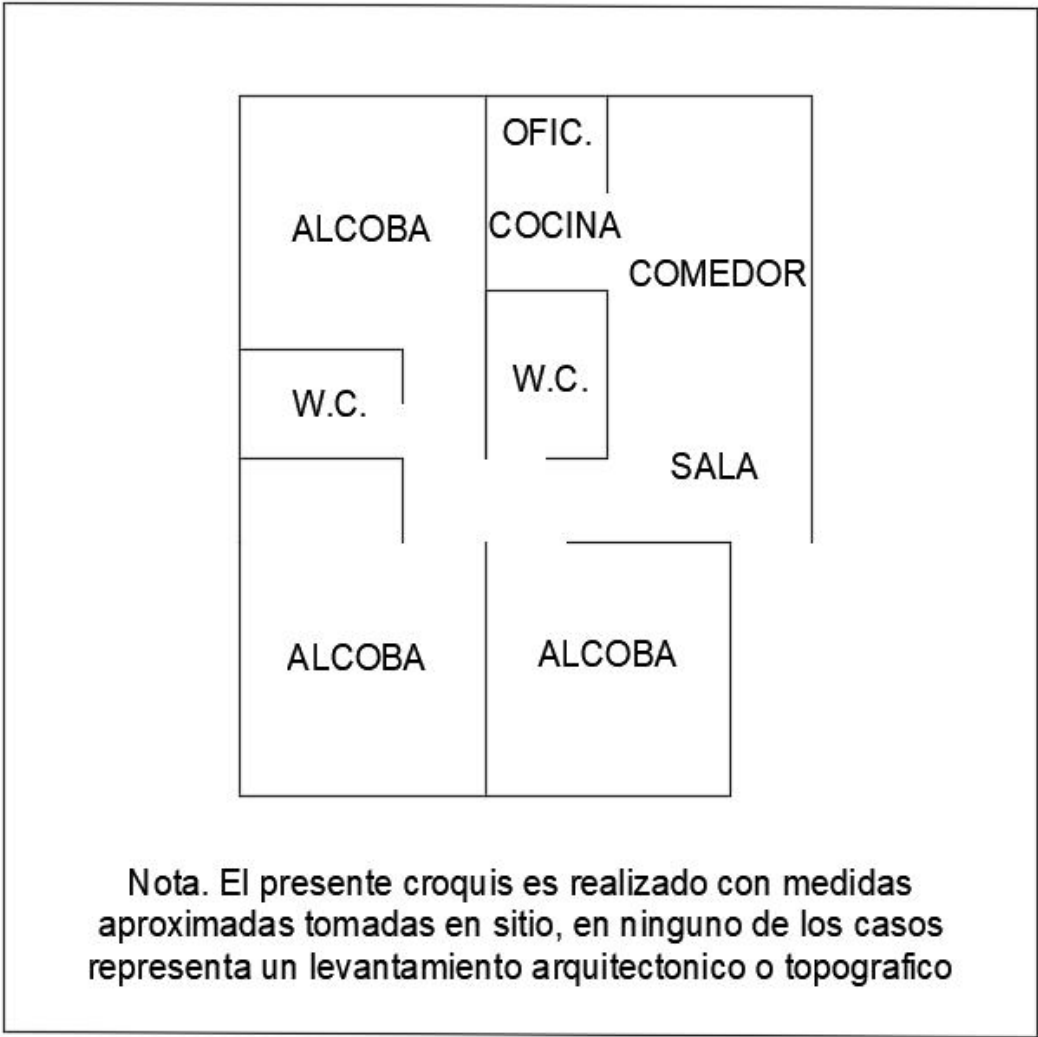 OFIC.
ALCOBA
COCINA
COMEDOR
W.C.
W.C.
SALA
ALCOBA
ALCOBA
Nota. El presente croquis es realizado con medidas
aproximadas tomadas en sitio, en ninguno de los casos
representa un levantamiento arquitectonico o topografico